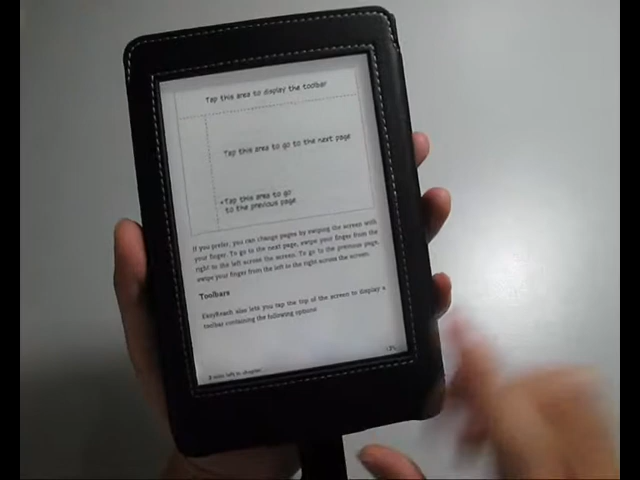 Tap this area to display the toolbar
Tap this area to go to the next page
Tap this area to go
to the previous page
If you prefer, you can change pages by swiping the screen with
your finger. To go to the next page, swipe your finger from the
right to left across the screen. To go to the previous page,
swipe your finger from the left to the right across the screen.
Toolbars
EasyReach also lets you tap the top of the screen to display a
toolbar containing the following options:
left in chapter